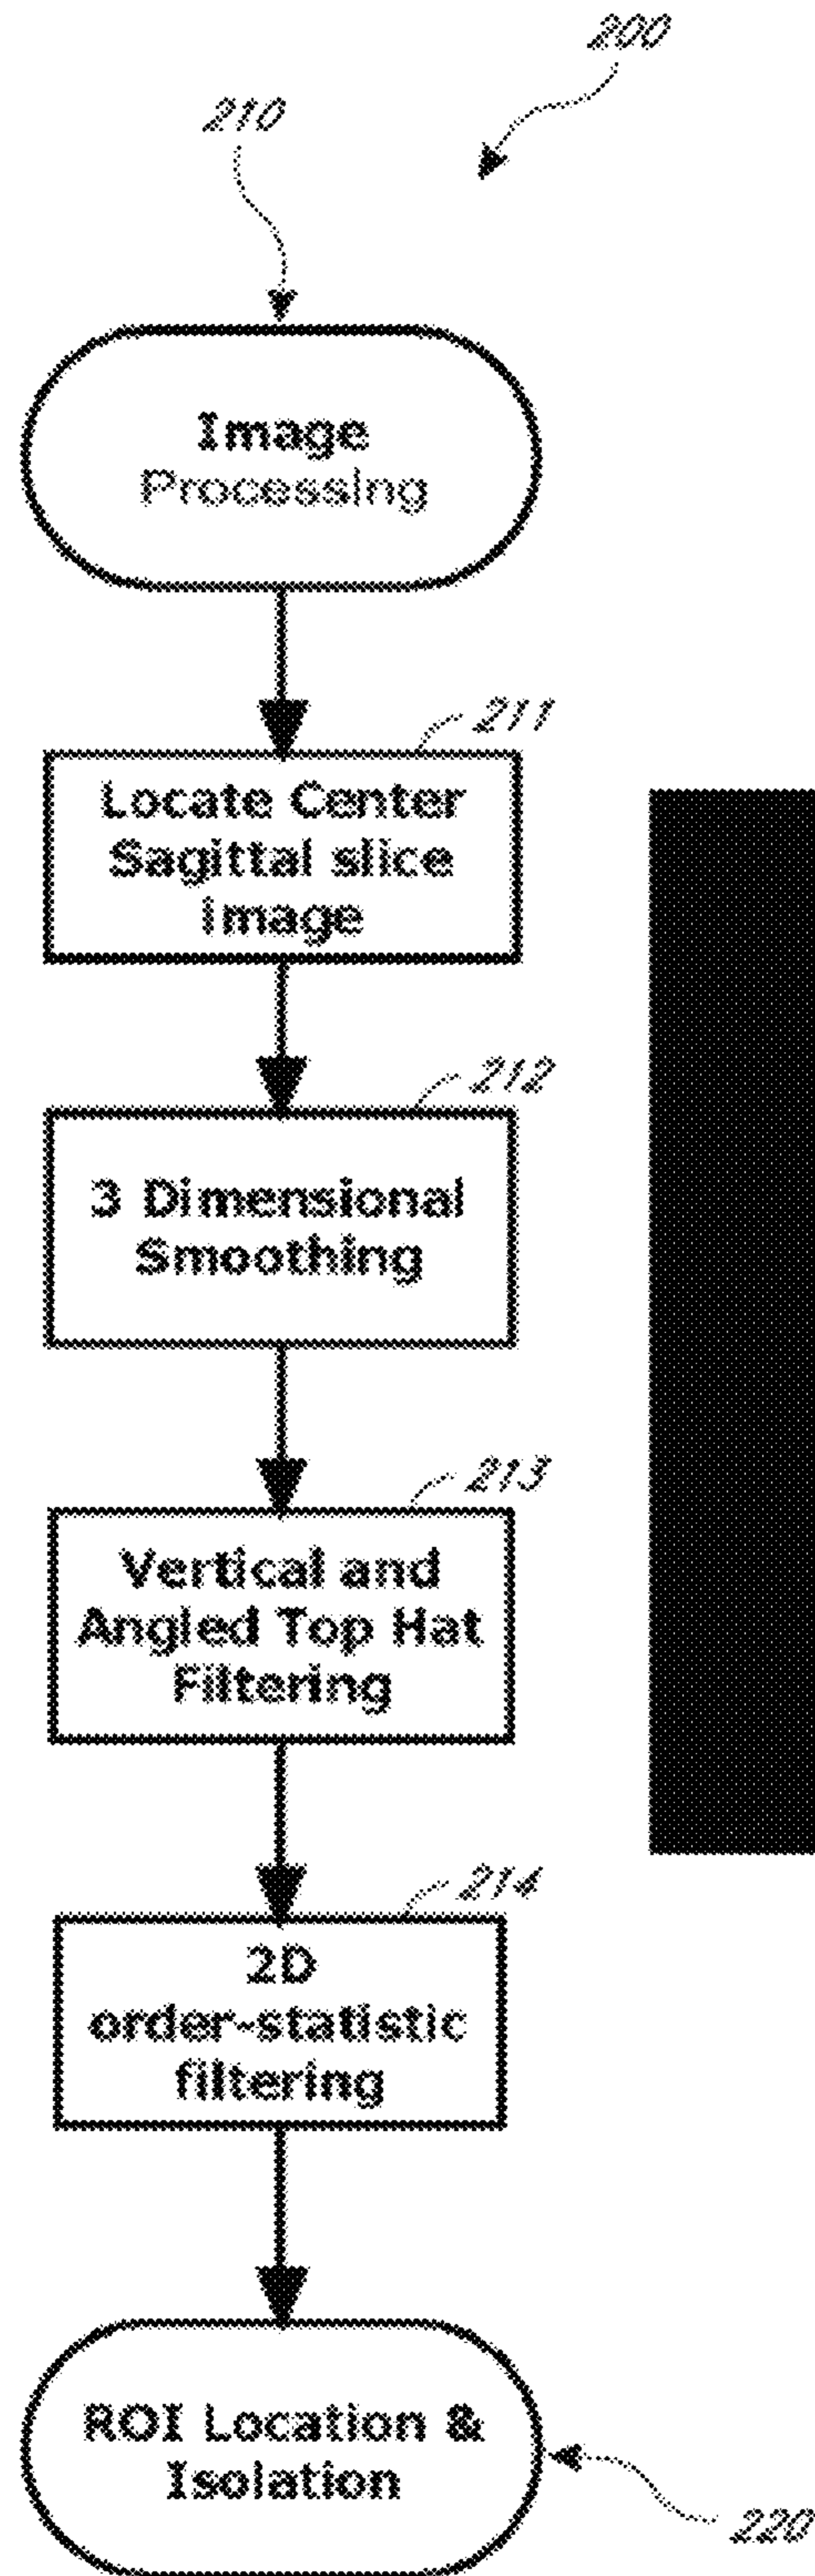 200
210
Image
Processing
211
Locate Center
Sagittal slice
image
212
3 Dimensional
Smoothing
213
Vertical and
Angled Top Hat
Filtering
214
2D
order-statistic
filtering
ROI Location &
Isolation
220